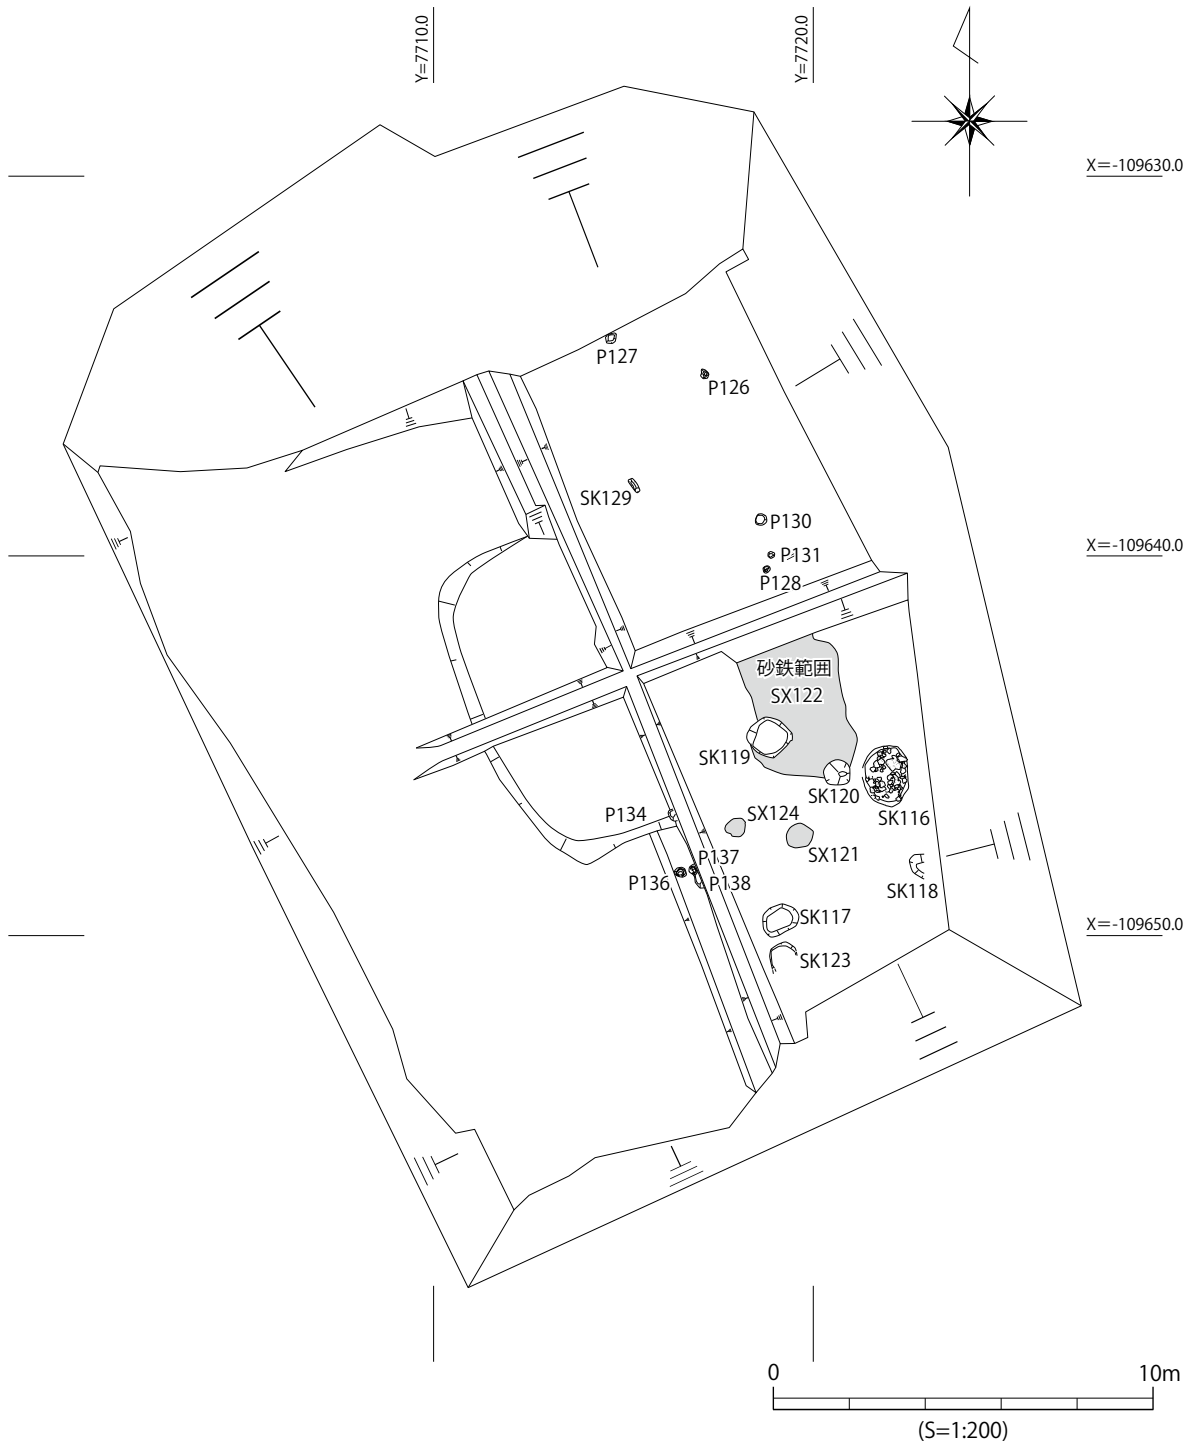 Y=7710.0
Y=7720.0
X=-109630.0
P127
P126
SK129
P130
X=-109640.0
P131
P128
砂鉄範囲
SX122
SK119
SK120
SK116
P134
SX124
SX121
P137
P136
P138
SK118
SK117
X=-109650.0
SK123
0 10m
(S=1:200)